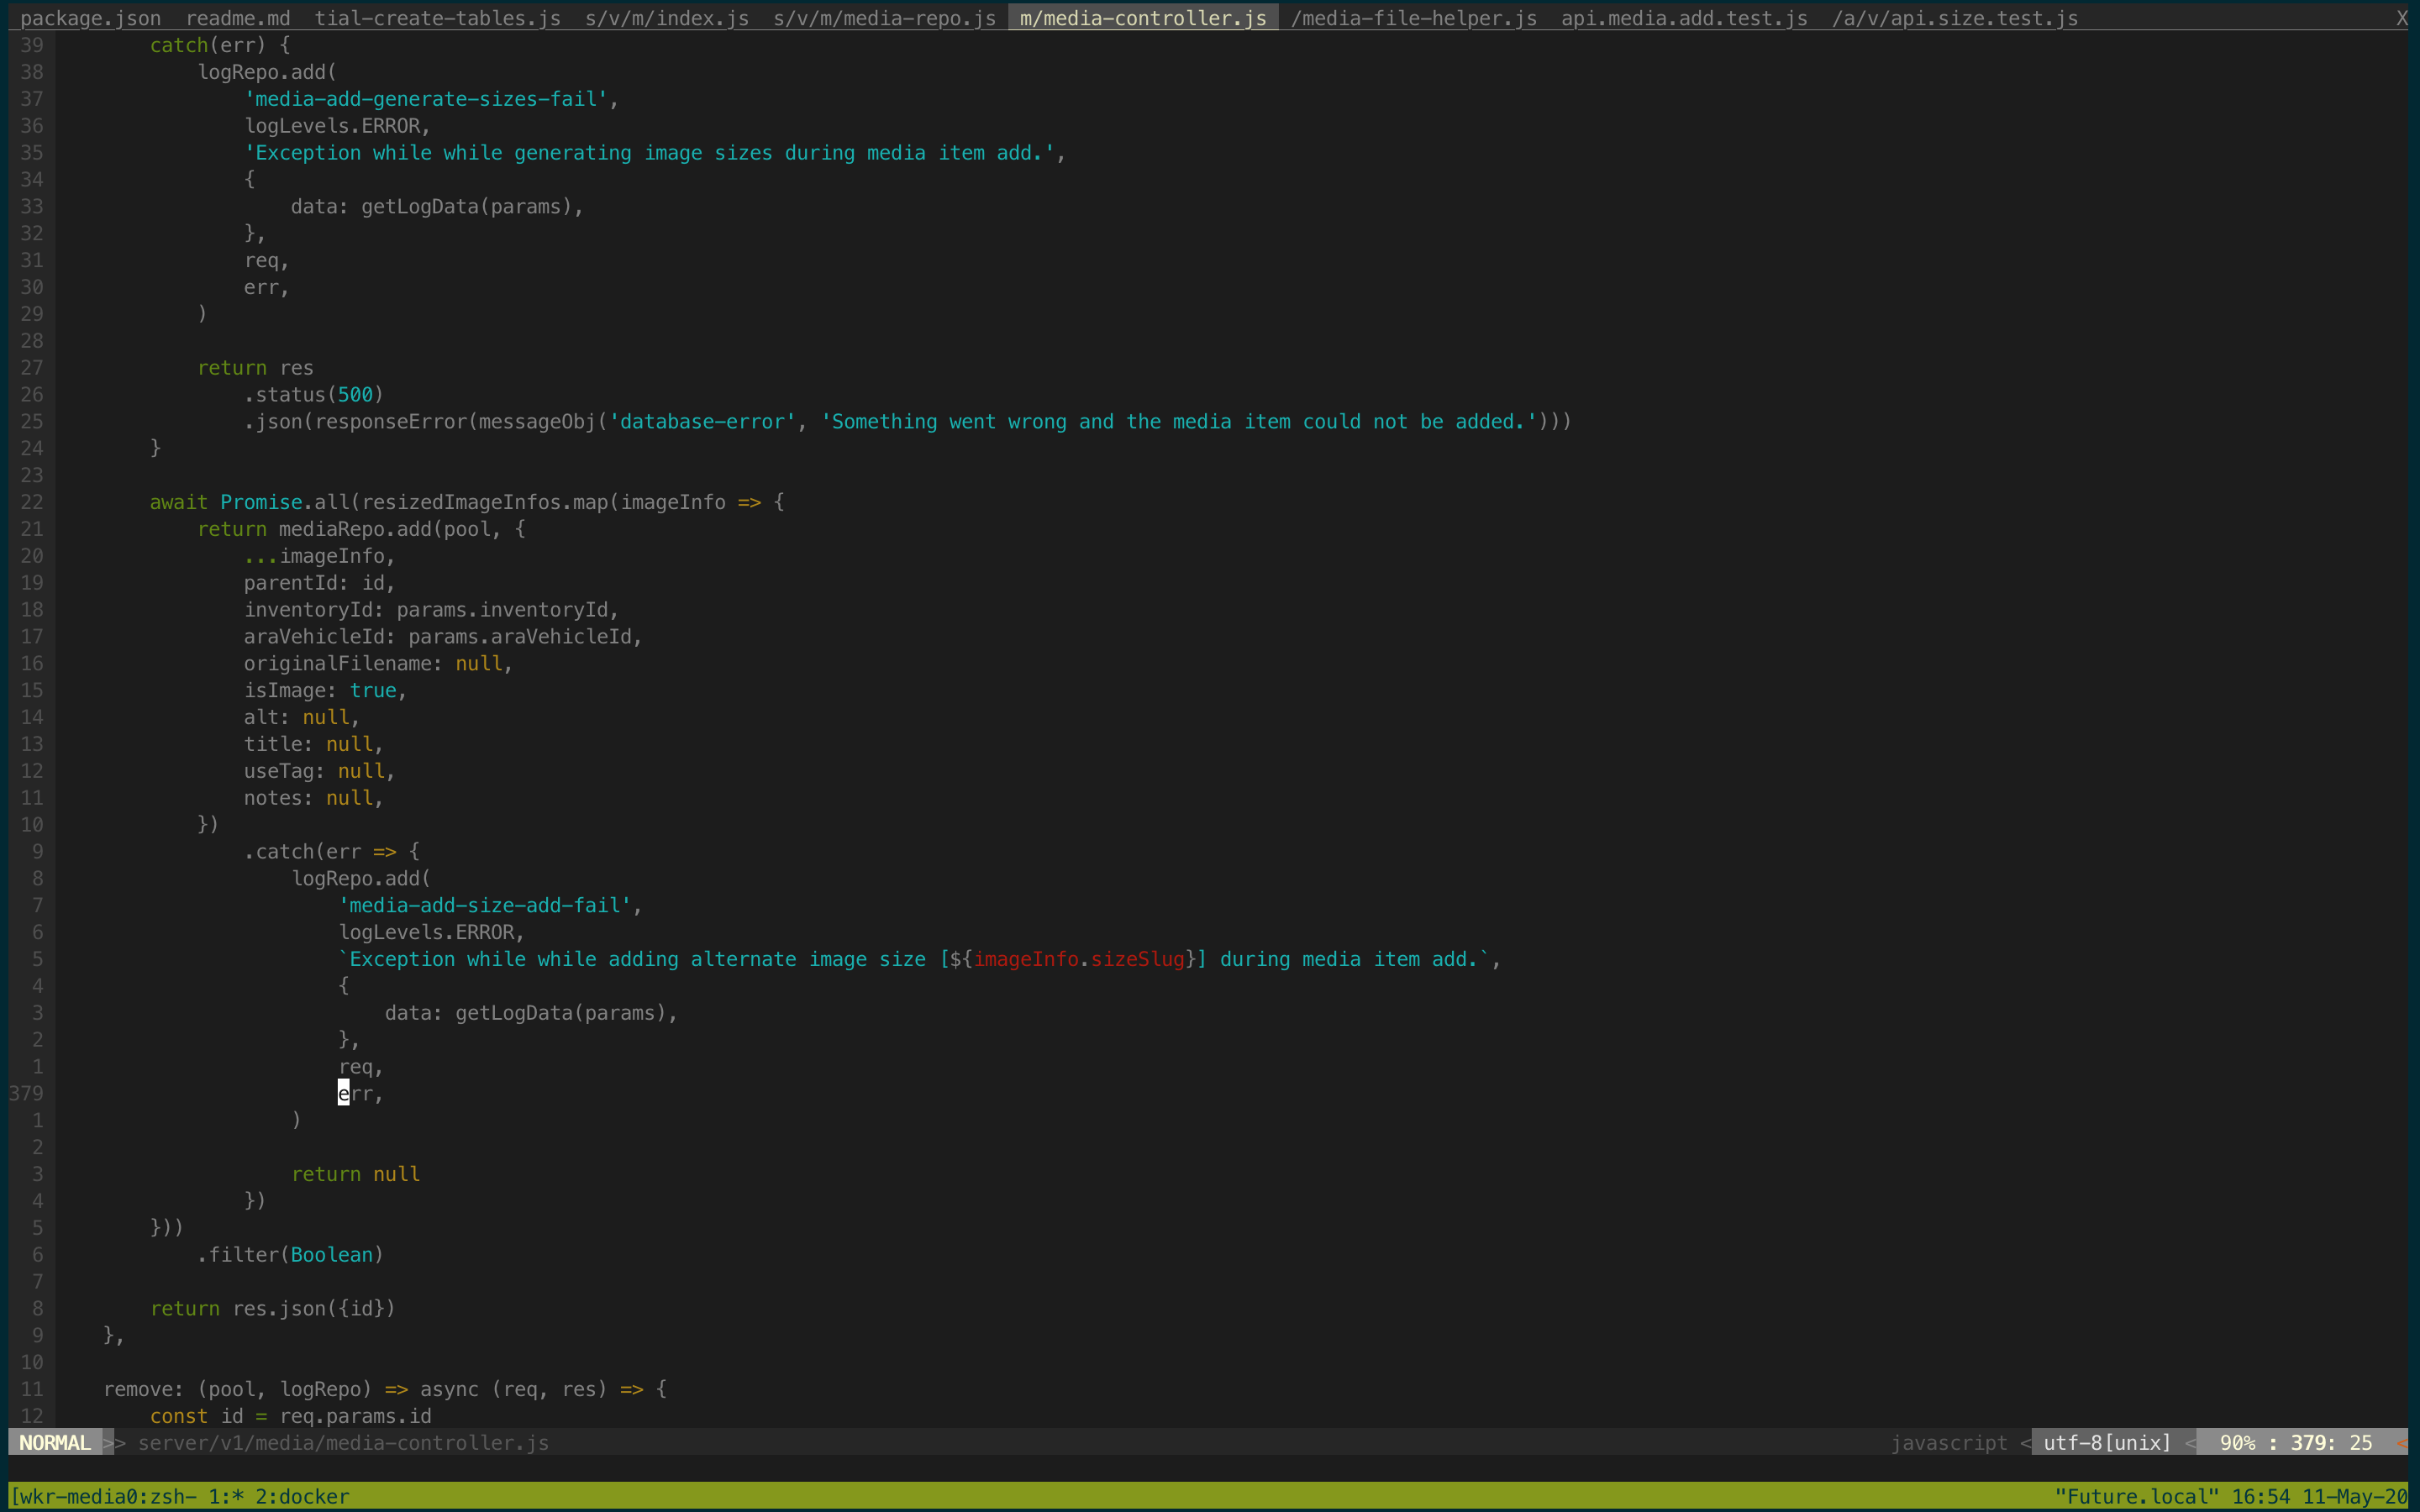 package.json readme.md tial-create-tables.js s/v/m/index.js s/v/m/media-repo.js m/media-controller.js /media-file-helper.js api.media.add.test.js /a/v/api.size.test.js X
39 catch(err) {
38 logRepo.add(
37 'media-add-generate-sizes-fail',
36 logLevels.ERROR,
35 'Exception while while generating image sizes during media item add.',
34 {
33 data: getLogData(params),
32 },
31 req,
30 err,
29 )
28
27 return res
26 .status(500)
25 .json(responseError(messageObj('database-error', 'Something went wrong and the media item could not be added.')))
24 }
23
22 await Promise.all(resizedImageInfos.map(imageInfo => {
21 return mediaRepo.add(pool, {
20 ...imageInfo,
19 parentId: id,
18 inventoryId: params.inventoryId,
17 araVehicleId: params.araVehicleId,
16 originalFilename: null,
15 isImage: true,
14 alt: null,
13 title: null,
12 useTag: null,
11 notes: null,
10 })
9 .catch(err => {
8 logRepo.add(
7 'media-add-size-add-fail',
6 logLevels.ERROR,
5 `Exception while while adding alternate image size [${imageInfo.sizeSlug}] during media item add.`,
4 {
3 data: getLogData(params),
2 },
1 req,
379 err,
1 )
2
3 return null
4 })
5 }))
6 .filter(Boolean)
7
8 return res.json({id})
9 },
10
11 remove: (pool, logRepo) => async (req, res) => {
12 const id = req.params.id
NORMAL >> server/v1/media/media-controller.js javascript < utf-8[unix] < 90% : 379: 25 <
[wkr-media0:zsh- 1:* 2:docker "Future.local" 16:54 11-May-20